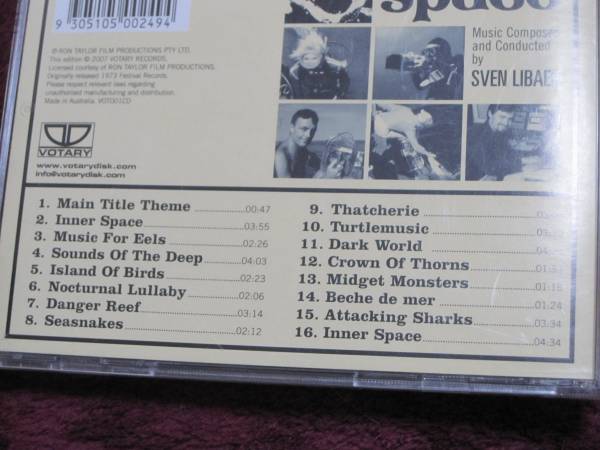 9 305105 002494
space
Music Composed
and Conducted
by
SVEN LIBAE
℗ RON TAYLOR FILM PRODUCTIONS PTY LTD.
This edition © 2007 VOTARY RECORDS.
Licensed courtesy of RON TAYLOR FILM PRODUCTIONS.
Originally released 1973 Festival Records.
Please respect relevant laws regarding
unauthorised manufacturing and distribution.
Made in Australia. VOT001CD
VOTARY
www.votarydisk.com
info@votarydisk.com
1. Main Title Theme 00:47
2. Inner Space 03:55
3. Music For Eels 02:26
4. Sounds Of The Deep 04:03
5. Island Of Birds 02:23
6. Nocturnal Lullaby 02:06
7. Danger Reef 03:14
8. Seasnakes 02:12
9. Thatcherie
10. Turtlemusic
11. Dark World
12. Crown Of Thorns
13. Midget Monsters 01:18
14. Beche de mer 01:24
15. Attacking Sharks 03:34
16. Inner Space 04:34